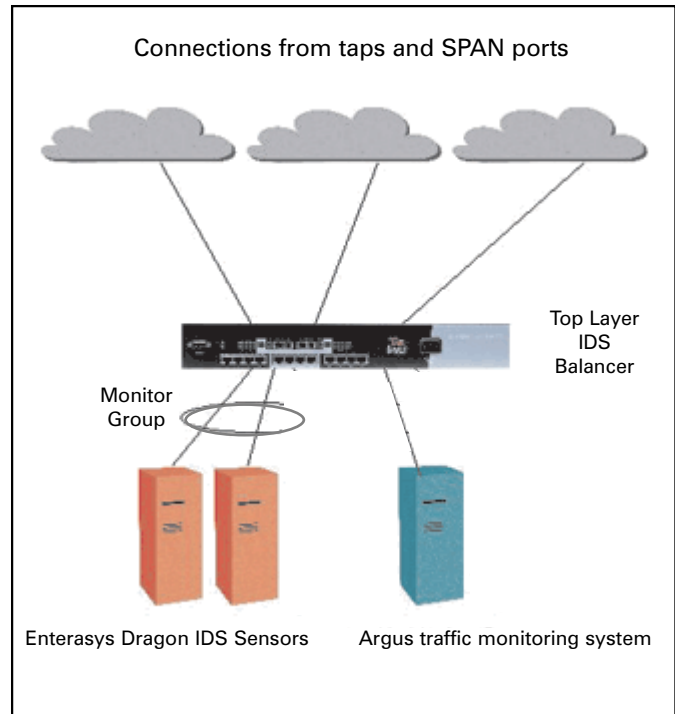 Connections from taps and SPAN ports
Top Layer
IDS
Balancer
Monitor
Group
Enterasys Dragon IDS Sensors
Argus traffic monitoring system